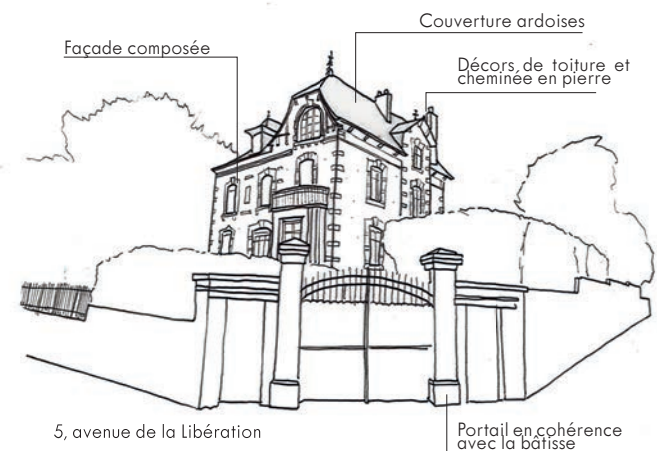 Couverture ardoises
Façade composée
Décors de toiture et
cheminée en pierre
5, avenue de la Libération
Portail en cohérence
avec la bâtisse